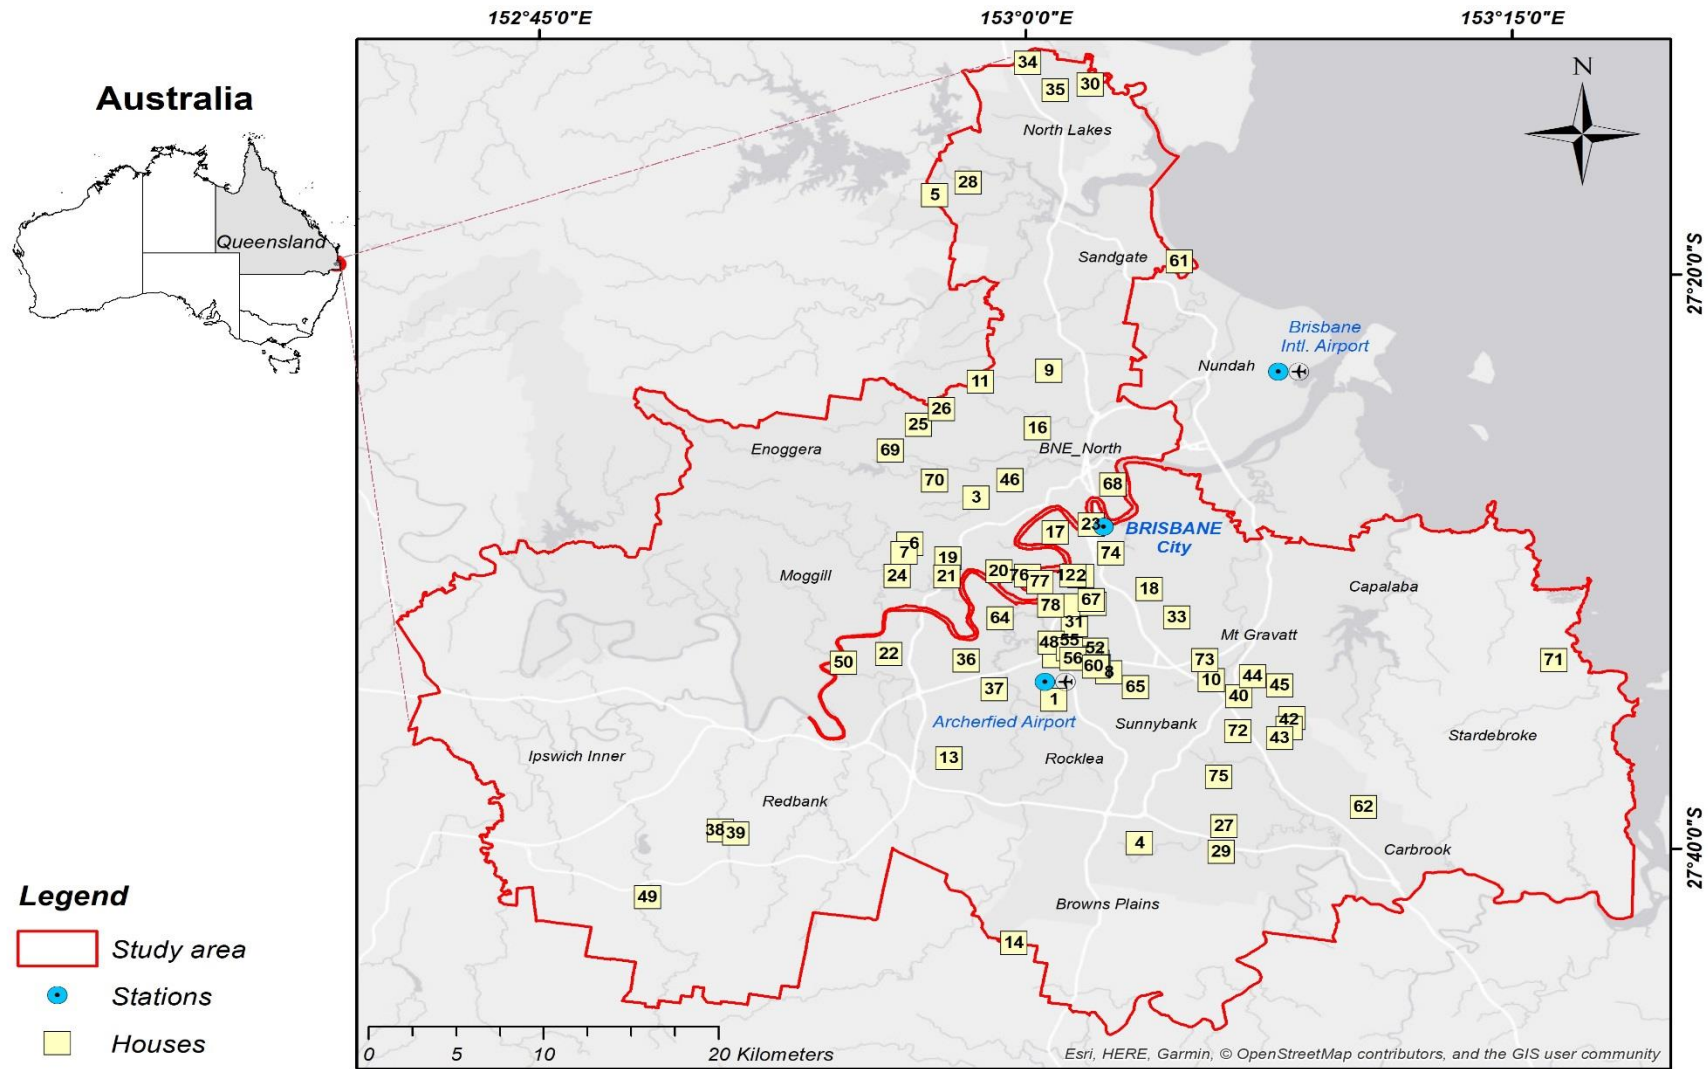 152°45'0"E
153°0'0"E
153°15'0"E
Australia
Queensland
N
34
35
30
North Lakes
28
5
Sandgate
61
27°20'0"S
Brisbane
Intl. Airport
Nundah
9
11
26
25
16
69
Enoggera
BNE_North
70
46
3
68
23
17
BRISBANE
City
74
6
7
19
24
21
Moggill
20
76
77
122
67
78
31
18
33
Capalaba
64
Mt Gravatt
48
55
52
56
60
8
22
50
36
37
65
1
73
10
44
45
40
71
Archerfied Airport
Sunnybank
42
43
72
Stardebroke
Ipswich Inner
13
Rocklea
75
Redbank
62
38
39
27
4
29
27°40'0"S
Carbrook
49
Browns Plains
14
Legend
Study area
Stations
Houses
0 5 10 20 Kilometers
Esri, HERE, Garmin, © OpenStreetMap contributors, and the GIS user community